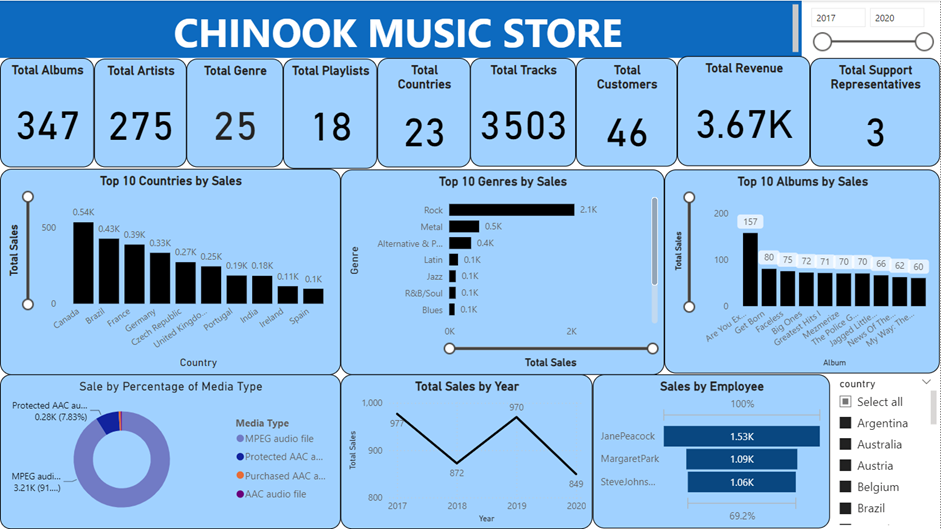 CHINOOK MUSIC STORE
2017
2020
Total Albums
347
Total Artists
275
Total Genre
25
Total Playlists
18
Total
Countries
23
Total Tracks
3503
Total
Customers
46
Total Revenue
3.67K
Total Support
Representatives
3
Top 10 Countries by Sales
Total Sales
500
0
0.54K
0.43K
0.39K
0.33K
0.27K
0.25K
0.19K
0.18K
0.11K
0.1K
Canada
Brazil
France
Germany
Czech Republic
United Kingdo...
Portugal
India
Ireland
Spain
Country
Top 10 Genres by Sales
Genre
Rock
2.1K
Metal
0.5K
Alternative & P...
0.4K
Latin
0.1K
Jazz
0.1K
R&B/Soul
0.1K
Blues
0.1K
0K
2K
Total Sales
Top 10 Albums by Sales
Total Sales
200
100
0
157
80
75
72
71
70
70
66
62
60
Are You Ex...
Get Born
Faceless
Big Ones
Greatest Hits I
Mezmerize
The Police G...
Jagged Little...
News Of The...
My Way: The...
Album
Sale by Percentage of Media Type
Protected AAC au...
0.28K (7.83%)
MPEG audi...
3.21K (91....)
Media Type
MPEG audio file
Protected AAC a...
Purchased AAC a...
AAC audio file
Total Sales by Year
Total Sales
1,000
900
800
977
872
970
849
2017
2018
2019
2020
Year
Sales by Employee
100%
JanePeacock
1.53K
MargaretPark
1.09K
SteveJohns...
1.06K
69.2%
country
Select all
Argentina
Australia
Austria
Belgium
Brazil